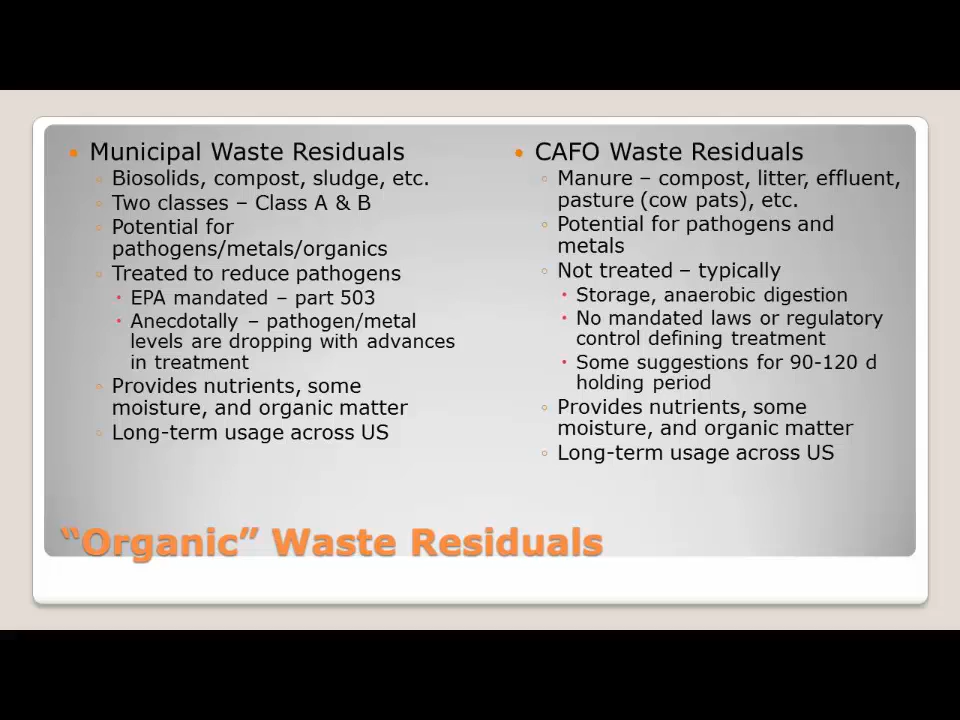 Municipal Waste Residuals
Biosolids, compost, sludge, etc.
Two classes – Class A & B
Potential for
pathogens/metals/organics
Treated to reduce pathogens
EPA mandated – part 503
Anecdotally – pathogen/metal
levels are dropping with advances
in treatment
Provides nutrients, some
moisture, and organic matter
Long-term usage across US
CAFO Waste Residuals
Manure – compost, litter, effluent,
pasture (cow pats), etc.
Potential for pathogens and
metals
Not treated – typically
Storage, anaerobic digestion
No mandated laws or regulatory
control defining treatment
Some suggestions for 90-120 d
holding period
Provides nutrients, some
moisture, and organic matter
Long-term usage across US
“Organic” Waste Residuals